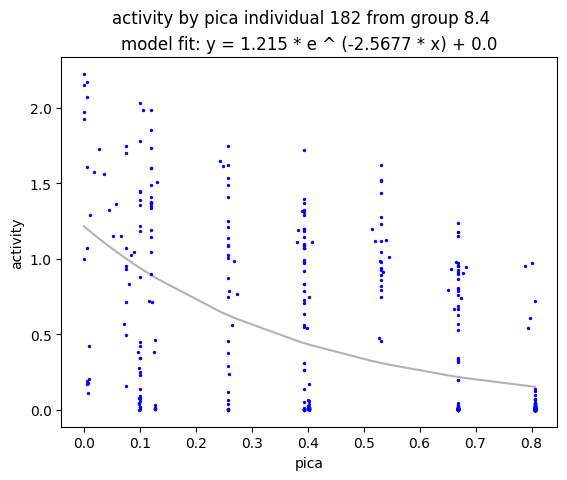 activity by pica individual 182 from group 8.4
model fit: y = 1.215 * e ^ (-2.5677 * x) + 0.0
2.0
1.5
1.0
0.5
0.0
activity
0.0 0.1 0.2 0.3 0.4 0.5 0.6 0.7 0.8
pica